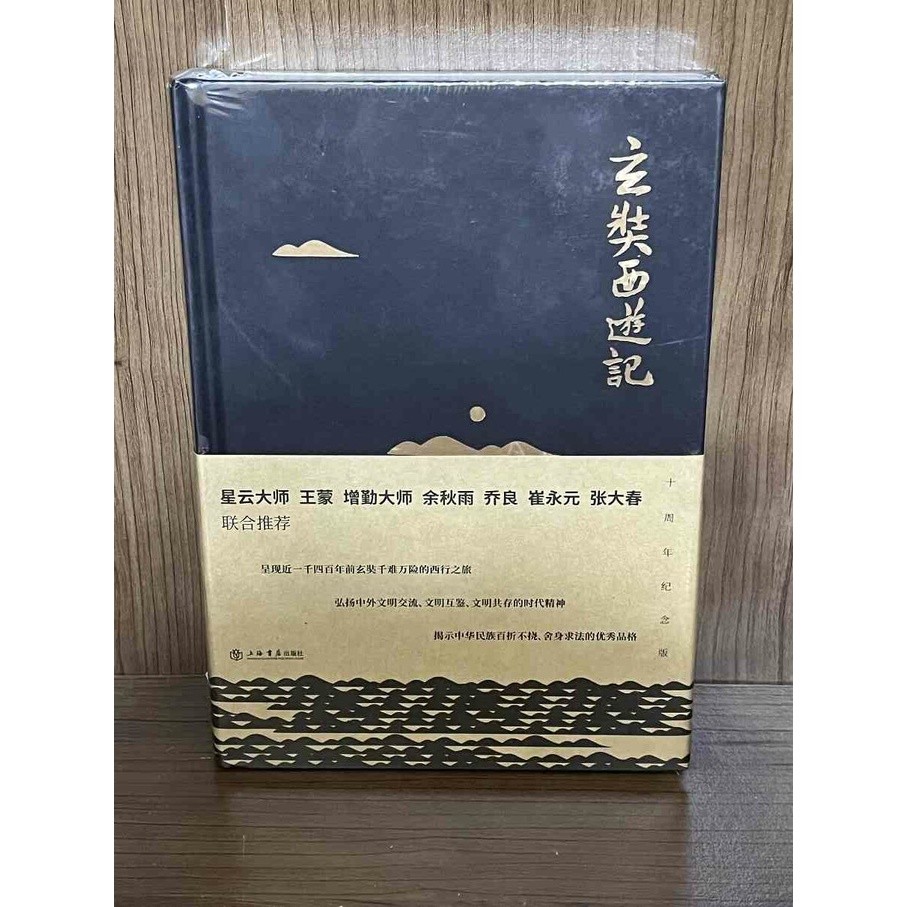 玄奘西遊記
星云大师 王蒙 增勤大师 余秋雨 乔良 崔永元 张大春
联合推荐
呈现近一千四百年前玄奘千难万险的西行之旅
弘扬中外文明交流、文明互鉴、文明共存的时代精神
揭示中华民族百折不挠、舍身求法的优秀品格
上海书店出版社
十周年纪念版